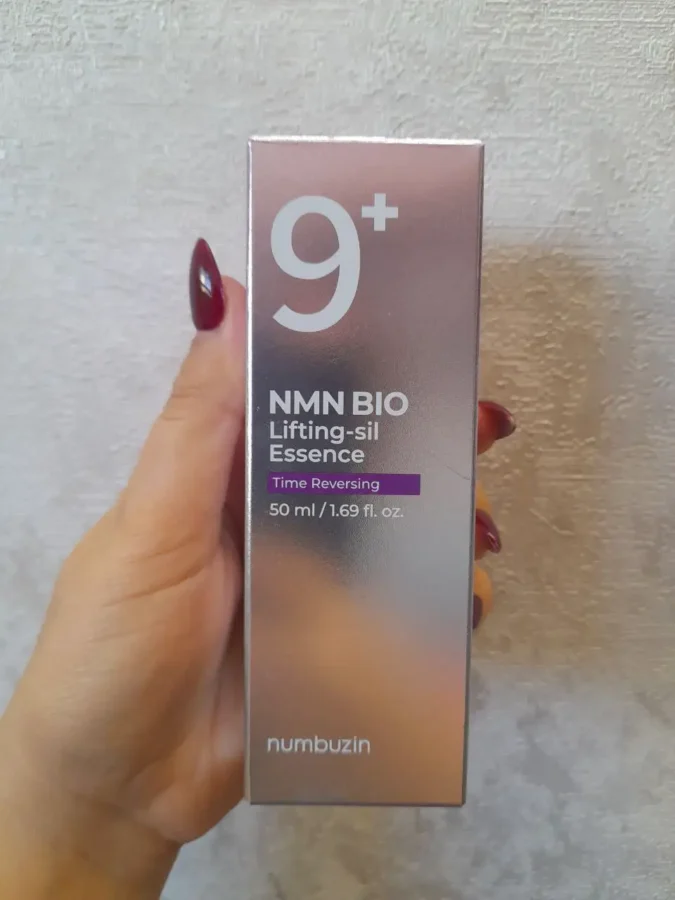 9+
NMN BIO
Lifting-sil
Essence
Time Reversing
50 ml / 1.69 fl. oz.
numbuzin